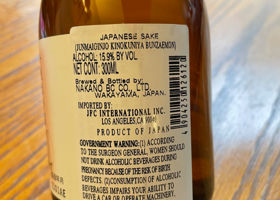 JAPANESE SAKE
(JUNMAIGINJO KINOKUNIYA BUNZAEMON)
ALCOHOL: 15.9% BY VOL
NET CONT: 300ML
Brewed & Bottled by:
NAKANO BC CO., LTD.
WAKAYAMA, JAPAN.
IMPORTED BY:
JFC INTERNATIONAL INC.
LOS ANGELES, CA 90040
PRODUCT OF JAPAN
GOVERNMENT WARNING: (1) ACCORDING
TO THE SURGEON GENERAL, WOMEN SHOULD
NOT DRINK ALCOHOLIC BEVERAGES DURING
PREGNANCY BECAUSE OF THE RISK OF BIRTH
DEFECTS. (2) CONSUMPTION OF ALCOHOLIC
BEVERAGES IMPAIRS YOUR ABILITY TO
DRIVE A CAR OR OPERATE MACHINERY,